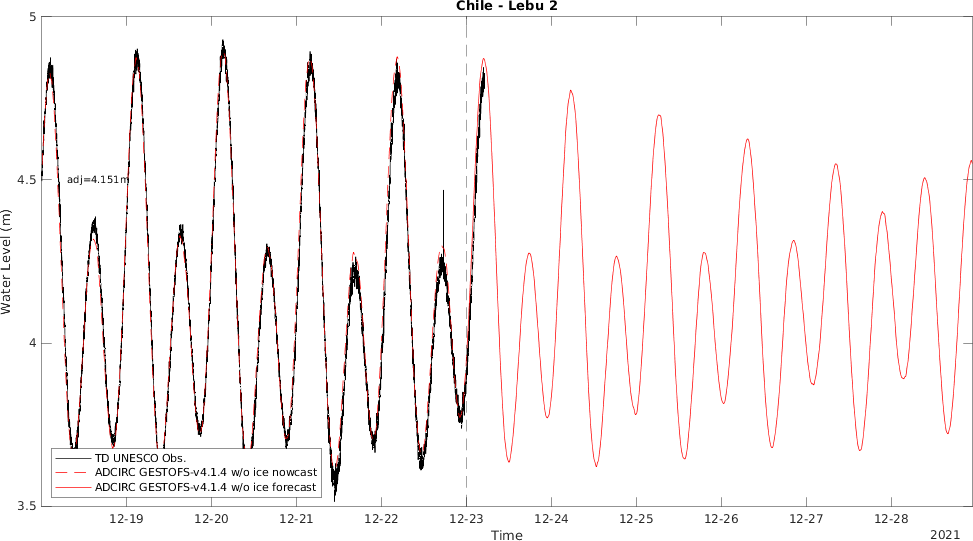 Chile - Lebu 2
5
4.5
4
3.5
Water Level (m)
adj=4.151m
TD UNESCO Obs.
ADCIRC GESTOFS-v4.1.4 w/o ice nowcast
ADCIRC GESTOFS-v4.1.4 w/o ice forecast
12-19 12-20 12-21 12-22 12-23 12-24 12-25 12-26 12-27 12-28
Time
2021